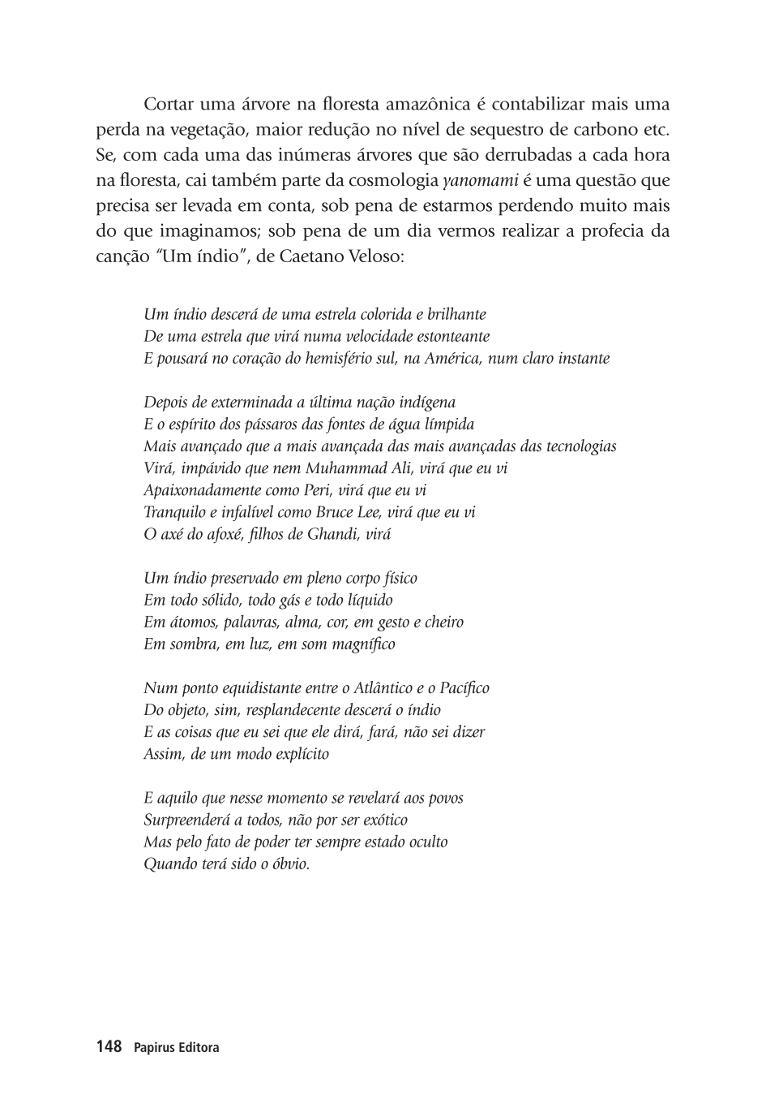 Cortar uma árvore na floresta amazônica é contabilizar mais uma
perda na vegetação, maior redução no nível de sequestro de carbono etc.
Se, com cada uma das inúmeras árvores que são derrubadas a cada hora
na floresta, cai também parte da cosmologia yanomami é uma questão que
precisa ser levada em conta, sob pena de estarmos perdendo muito mais
do que imaginamos; sob pena de um dia vermos realizar a profecia da
canção “Um índio”, de Caetano Veloso:
Um índio descerá de uma estrela colorida e brilhante
De uma estrela que virá numa velocidade estonteante
E pousará no coração do hemisfério sul, na América, num claro instante
Depois de exterminada a última nação indígena
E o espírito dos pássaros das fontes de água límpida
Mais avançado que a mais avançada das mais avançadas das tecnologias
Virá, impávido que nem Muhammad Ali, virá que eu vi
Apaixonadamente como Peri, virá que eu vi
Tranquilo e infalível como Bruce Lee, virá que eu vi
O axé do afoxé, filhos de Ghandi, virá
Um índio preservado em pleno corpo físico
Em todo sólido, todo gás e todo líquido
Em átomos, palavras, alma, cor, em gesto e cheiro
Em sombra, em luz, em som magnífico
Num ponto equidistante entre o Atlântico e o Pacífico
Do objeto, sim, resplandecente descerá o índio
E as coisas que eu sei que ele dirá, fará, não sei dizer
Assim, de um modo explícito
E aquilo que nesse momento se revelará aos povos
Surpreenderá a todos, não por ser exótico
Mas pelo fato de poder ter sempre estado oculto
Quando terá sido o óbvio.
148 Papirus Editora